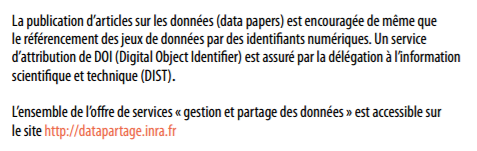 La publication d’articles sur les données (data papers) est encouragée de même que
le référencement des jeux de données par des identifiants numériques. Un service
d’attribution de DOI (Digital Object Identifier) est assuré par la délégation à l’information
scientifique et technique (DIST).
L’ensemble de l’offre de services « gestion et partage des données » est accessible sur
le site http://datapartage.inra.fr